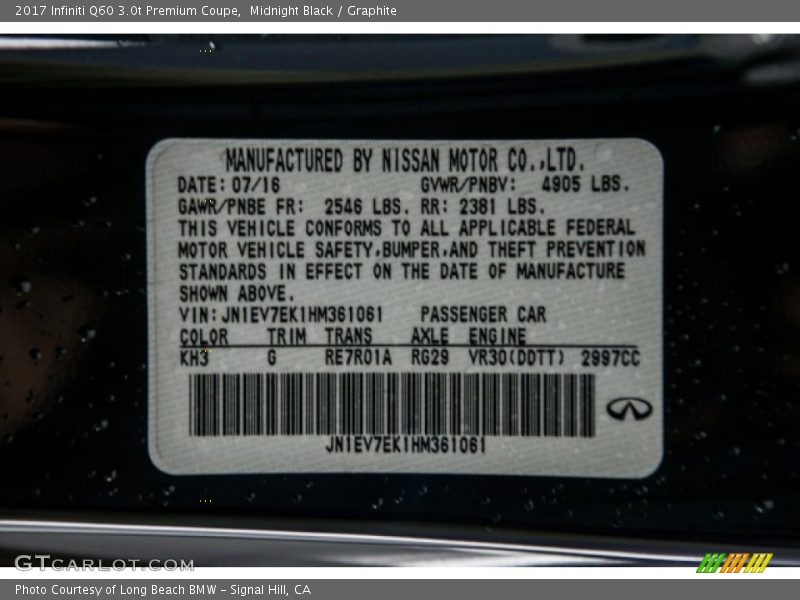 2017 Infiniti Q60 3.0t Premium Coupe,  Midnight Black / Graphite
MANUFACTURED BY NISSAN MOTOR CO.,LTD.
DATE: 07/16 GVWR/PNBV: 4905 LBS.
GAWR/PNBE FR: 2546 LBS. RR: 2381 LBS.
THIS VEHICLE CONFORMS TO ALL APPLICABLE FEDERAL
MOTOR VEHICLE SAFETY,BUMPER,AND THEFT PREVENTION
STANDARDS IN EFFECT ON THE DATE OF MANUFACTURE
SHOWN ABOVE.
VIN: JN1EV7EK1HM361061 PASSENGER CAR
COLOR TRIM TRANS AXLE ENGINE
KH3 G RE7R01A RG29 VR30(DDTT) 2997CC
JN1EV7EK1HM361061
GTCARLOT.COM
Photo Courtesy of Long Beach BMW - Signal Hill, CA